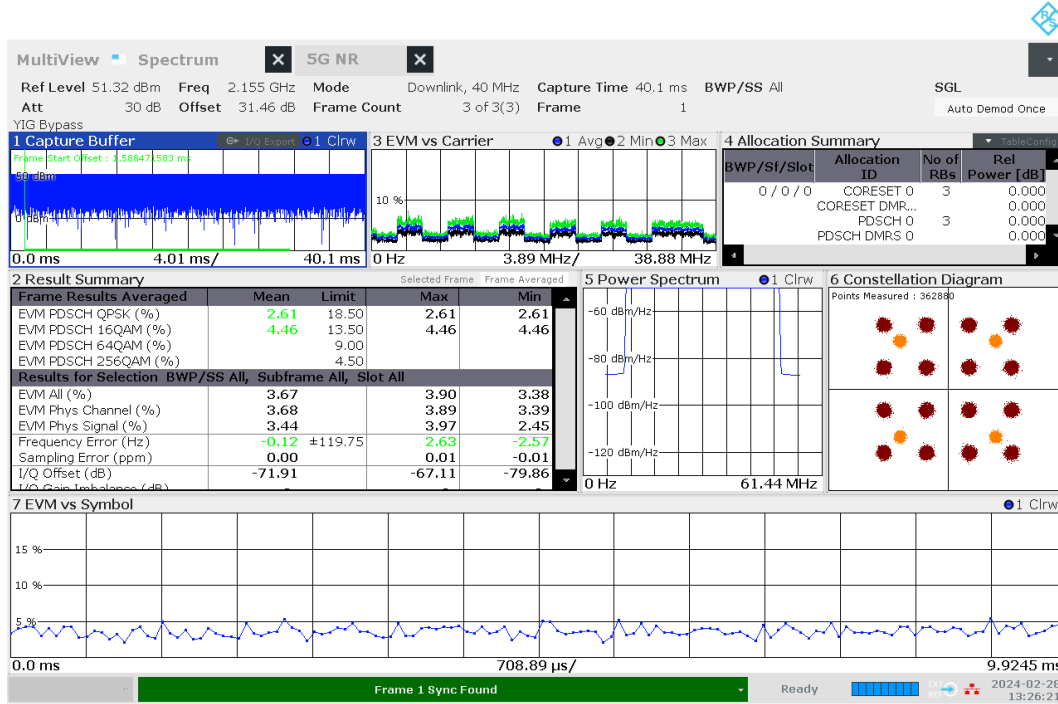 R&S
MultiView Spectrum X 5G NR X
Ref Level 51.32 dBm Freq 2.155 GHz Mode Downlink, 40 MHz Capture Time 40.1 ms BWP/SS All SGL
Att 30 dB Offset 31.46 dB Frame Count 3 of 3(3) Frame 1 Auto Demod Once
YIG Bypass
1 Capture Buffer I/Q Export 1 Clrw
Frame Start Offset : 1.588471583 ms
50 dBm
0 dBm
0.0 ms 4.01 ms/ 40.1 ms
3 EVM vs Carrier 1 Avg 2 Min 3 Max
10 %
0 Hz 3.89 MHz/ 38.88 MHz
4 Allocation Summary TableConfig
BWP/Sf/Slot Allocation ID No of RBs Rel Power [dB]
0 / 0 / 0 CORESET 0 3 0.000
CORESET DMR... 0.000
PDSCH 0 3 0.000
PDSCH DMRS 0 0.000
2 Result Summary Selected Frame Frame Averaged
Frame Results Averaged Mean Limit Max Min
EVM PDSCH QPSK (%) 2.61 18.50 2.61 2.61
EVM PDSCH 16QAM (%) 4.46 13.50 4.46 4.46
EVM PDSCH 64QAM (%) 9.00
EVM PDSCH 256QAM (%) 4.50
Results for Selection BWP/SS All, Subframe All, Slot All
EVM All (%) 3.67 3.90 3.38
EVM Phys Channel (%) 3.68 3.89 3.39
EVM Phys Signal (%) 3.44 3.97 2.45
Frequency Error (Hz) -0.12 ±119.75 2.63 -2.57
Sampling Error (ppm) 0.00 0.01 -0.01
I/Q Offset (dB) -71.91 -67.11 -79.86
I/Q Gain Imbalance (dB) - - -
5 Power Spectrum 1 Clrw
-60 dBm/Hz
-80 dBm/Hz
-100 dBm/Hz
-120 dBm/Hz
0 Hz 61.44 MHz
6 Constellation Diagram
Points Measured : 362880
7 EVM vs Symbol 1 Clrw
15 %
10 %
5 %
0.0 ms 708.89 µs/ 9.9245 ms
Frame 1 Sync Found Ready EXT REF 2024-02-28
13:26:21